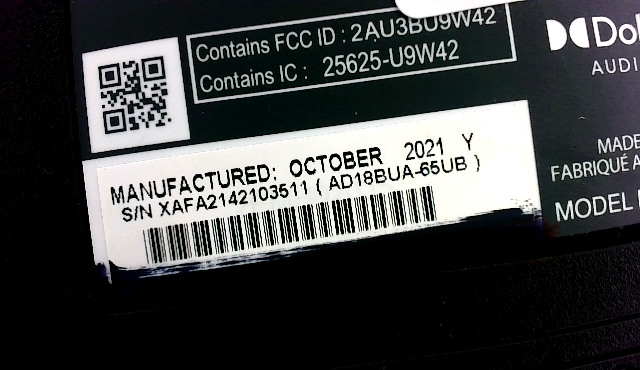 Contains FCC ID : 2AU3BU9W42
Contains IC : 25625-U9W42
AUDI
MADE
FABRIQUÉ A
MODEL
MANUFACTURED: OCTOBER 2021 Y
S/N XAFA2142103511 ( AD18BUA-65UB )